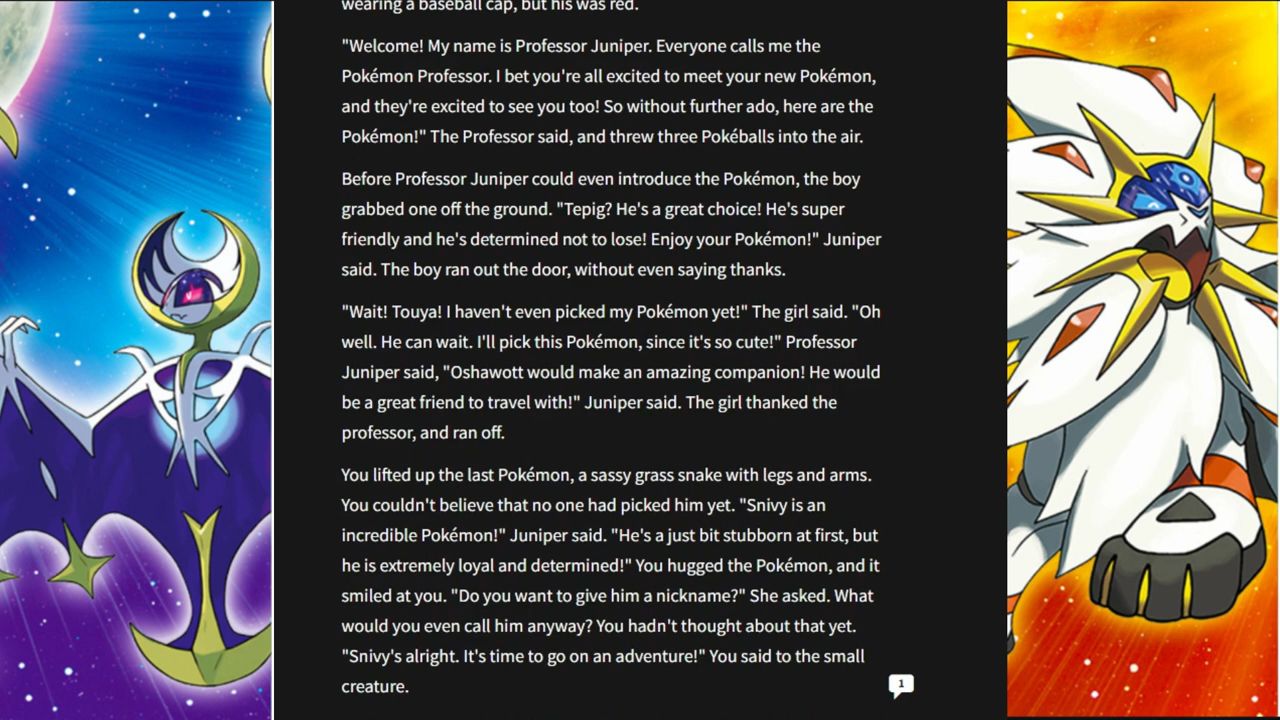 wearing a baseball cap, but his was red.
"Welcome! My name is Professor Juniper. Everyone calls me the
Pokémon Professor. I bet you're all excited to meet your new Pokémon,
and they're excited to see you too! So without further ado, here are the
Pokémon!" The Professor said, and threw three Pokéballs into the air.
Before Professor Juniper could even introduce the Pokémon, the boy
grabbed one off the ground. "Tepig? He's a great choice! He's super
friendly and he's determined not to lose! Enjoy your Pokémon!" Juniper
said. The boy ran out the door, without even saying thanks.
"Wait! Touya! I haven't even picked my Pokémon yet!" The girl said. "Oh
well. He can wait. I'll pick this Pokémon, since it's so cute!" Professor
Juniper said, "Oshawott would make an amazing companion! He would
be a great friend to travel with!" Juniper said. The girl thanked the
professor, and ran off.
You lifted up the last Pokémon, a sassy grass snake with legs and arms.
You couldn't believe that no one had picked him yet. "Snivy is an
incredible Pokémon!" Juniper said. "He's a just bit stubborn at first, but
he is extremely loyal and determined!" You hugged the Pokémon, and it
smiled at you. "Do you want to give him a nickname?" She asked. What
would you even call him anyway? You hadn't thought about that yet.
"Snivy's alright. It's time to go on an adventure!" You said to the small
creature.
1